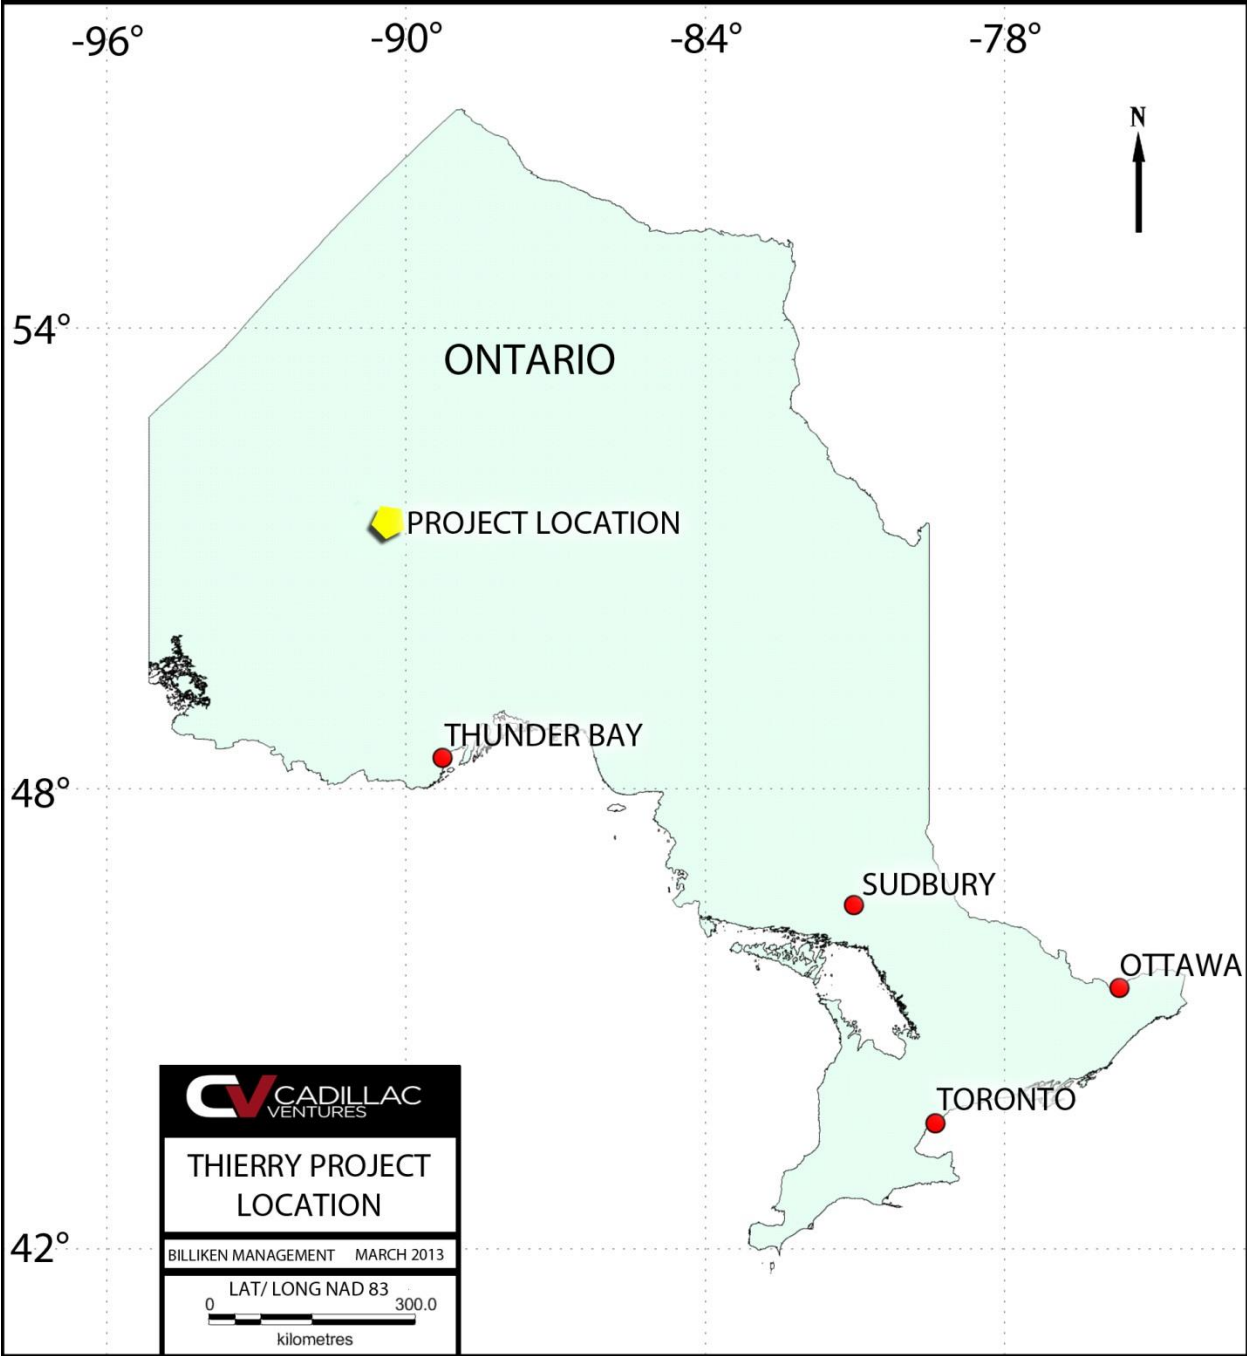 -96° -90° -84° -78°
N
54°
ONTARIO
PROJECT LOCATION
THUNDER BAY
48°
SUDBURY
OTTAWA
TORONTO
CV CADILLAC
VENTURES
THIERRY PROJECT
LOCATION
42°
BILLIKEN MANAGEMENT MARCH 2013
LAT/ LONG NAD 83
0 300.0
kilometres